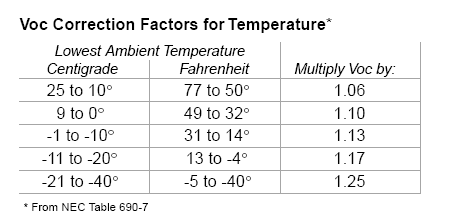 Voc Correction Factors for Temperature*
Lowest Ambient Temperature
Centigrade Fahrenheit Multiply Voc by:
25 to 10° 77 to 50° 1.06
9 to 0° 49 to 32° 1.10
-1 to -10° 31 to 14° 1.13
-11 to -20° 13 to -4° 1.17
-21 to -40° -5 to -40° 1.25
* From NEC Table 690-7